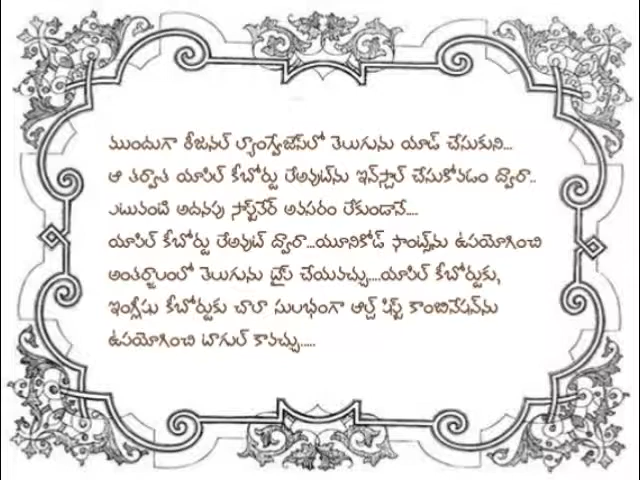 ముందుగా రీజనల్ ల్యాంగ్వేజెస్‌లో తెలుగును యాడ్ చేసుకుని...
ఆ తర్వాత యాపిల్ కీబోర్డు లేఅవుట్‌ను ఇన్‌స్టాల్ చేసుకోవడం ద్వారా..
ఎటువంటి అదనపు సాఫ్ట్‌వేర్ అవసరం లేకుండానే....
యాపిల్ కీబోర్డు లేఅవుట్ ద్వారా...యూనికోడ్ ఫాంట్స్‌ను ఉపయోగించి
అంతర్జాలంలో తెలుగును టైప్ చేయవచ్చు....యాపిల్ కీబోర్డుకు,
ఇంగ్లీషు కీబోర్డుకు చాలా సులభంగా ఆల్ట్ షిఫ్ట్ కాంబినేషన్‌ను
ఉపయోగించి టాగుల్ కావచ్చు.....